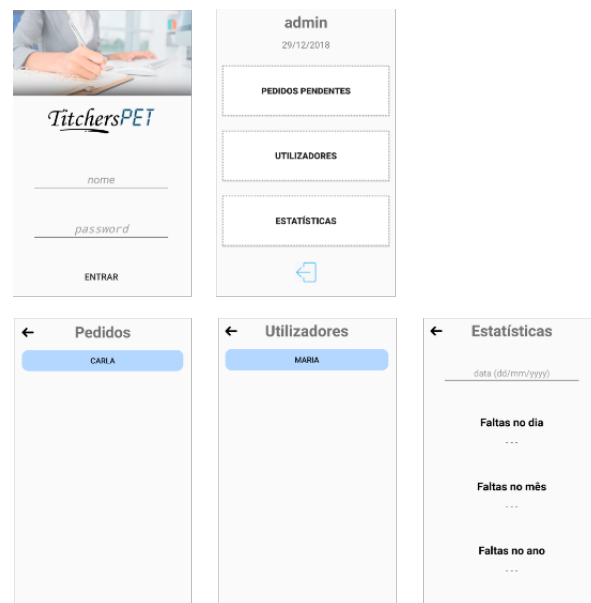 TitchersPET
nome
password
ENTRAR
admin
29/12/2018
PEDIDOS PENDENTES
UTILIZADORES
ESTATÍSTICAS
Pedidos
CARLA
Utilizadores
MARIA
Estatísticas
data (dd/mm/yyyy)
Faltas no dia
---
Faltas no mês
---
Faltas no ano
---